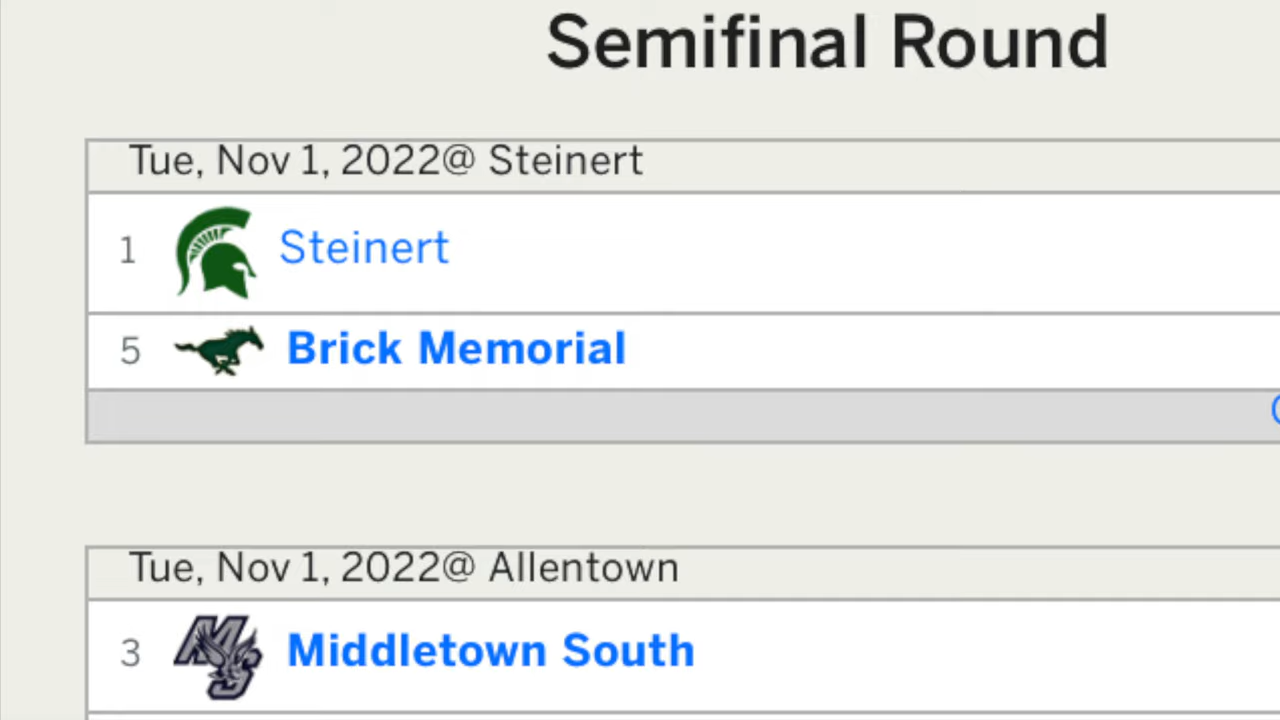 Semifinal Round
Tue, Nov 1, 2022@ Steinert
1 Steinert
5 Brick Memorial
Tue, Nov 1, 2022@ Allentown
3 MS Middletown South